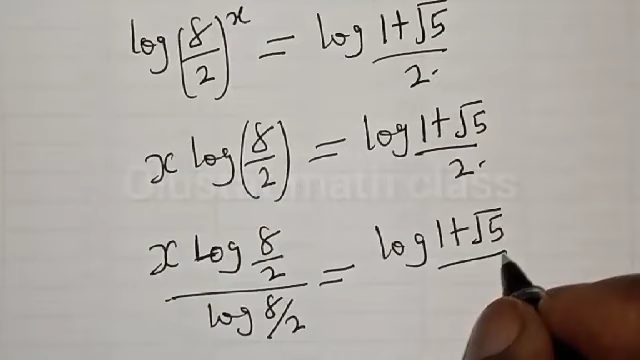 log(8/2)^x = log (1+√5)/2.
x log(8/2) = log (1+√5)/2.
(x log 8/2)/(log 8/2) = log 1+√5